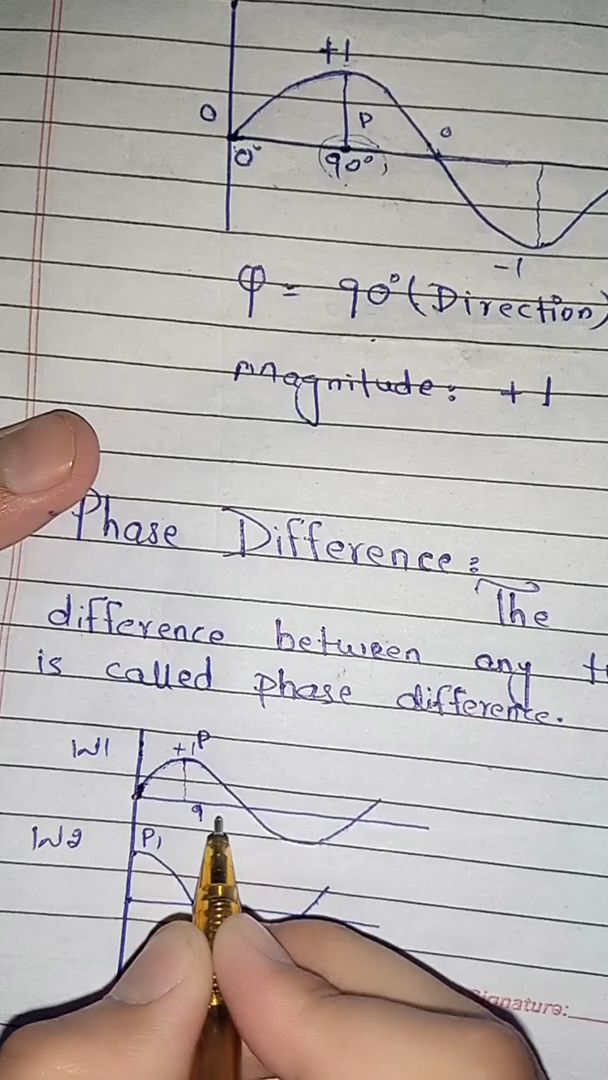 +1
0
P
0
0°
90°
-1
φ = 90° (Direction)
Magnitude: +1
Phase Difference:
The
difference between any
is called phase difference.
W1
+1 P
9
W2
P1
Signature: